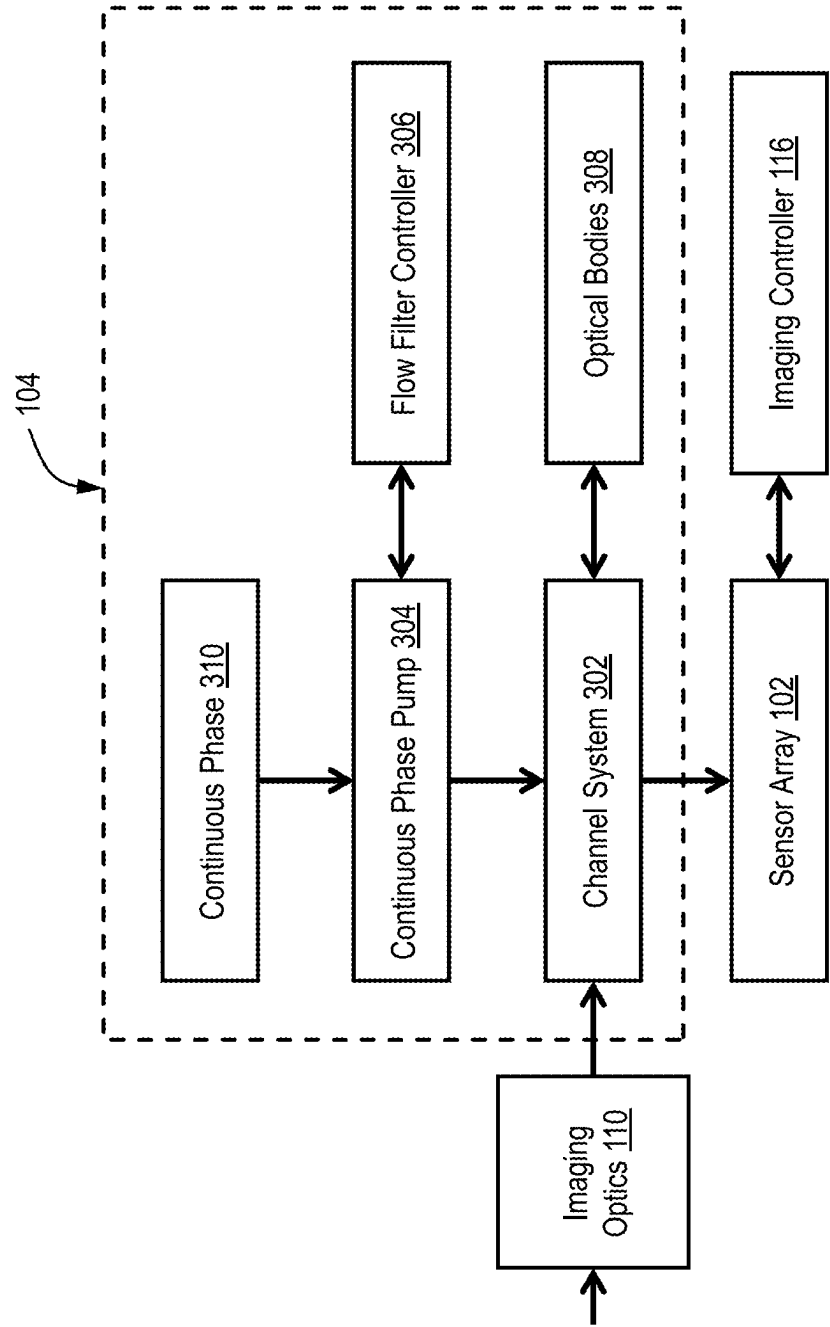 104
Continuous Phase 310
Continuous Phase Pump 304
Flow Filter Controller 306
Channel System 302
Optical Bodies 308
Imaging
Optics 110
Sensor Array 102
Imaging Controller 116